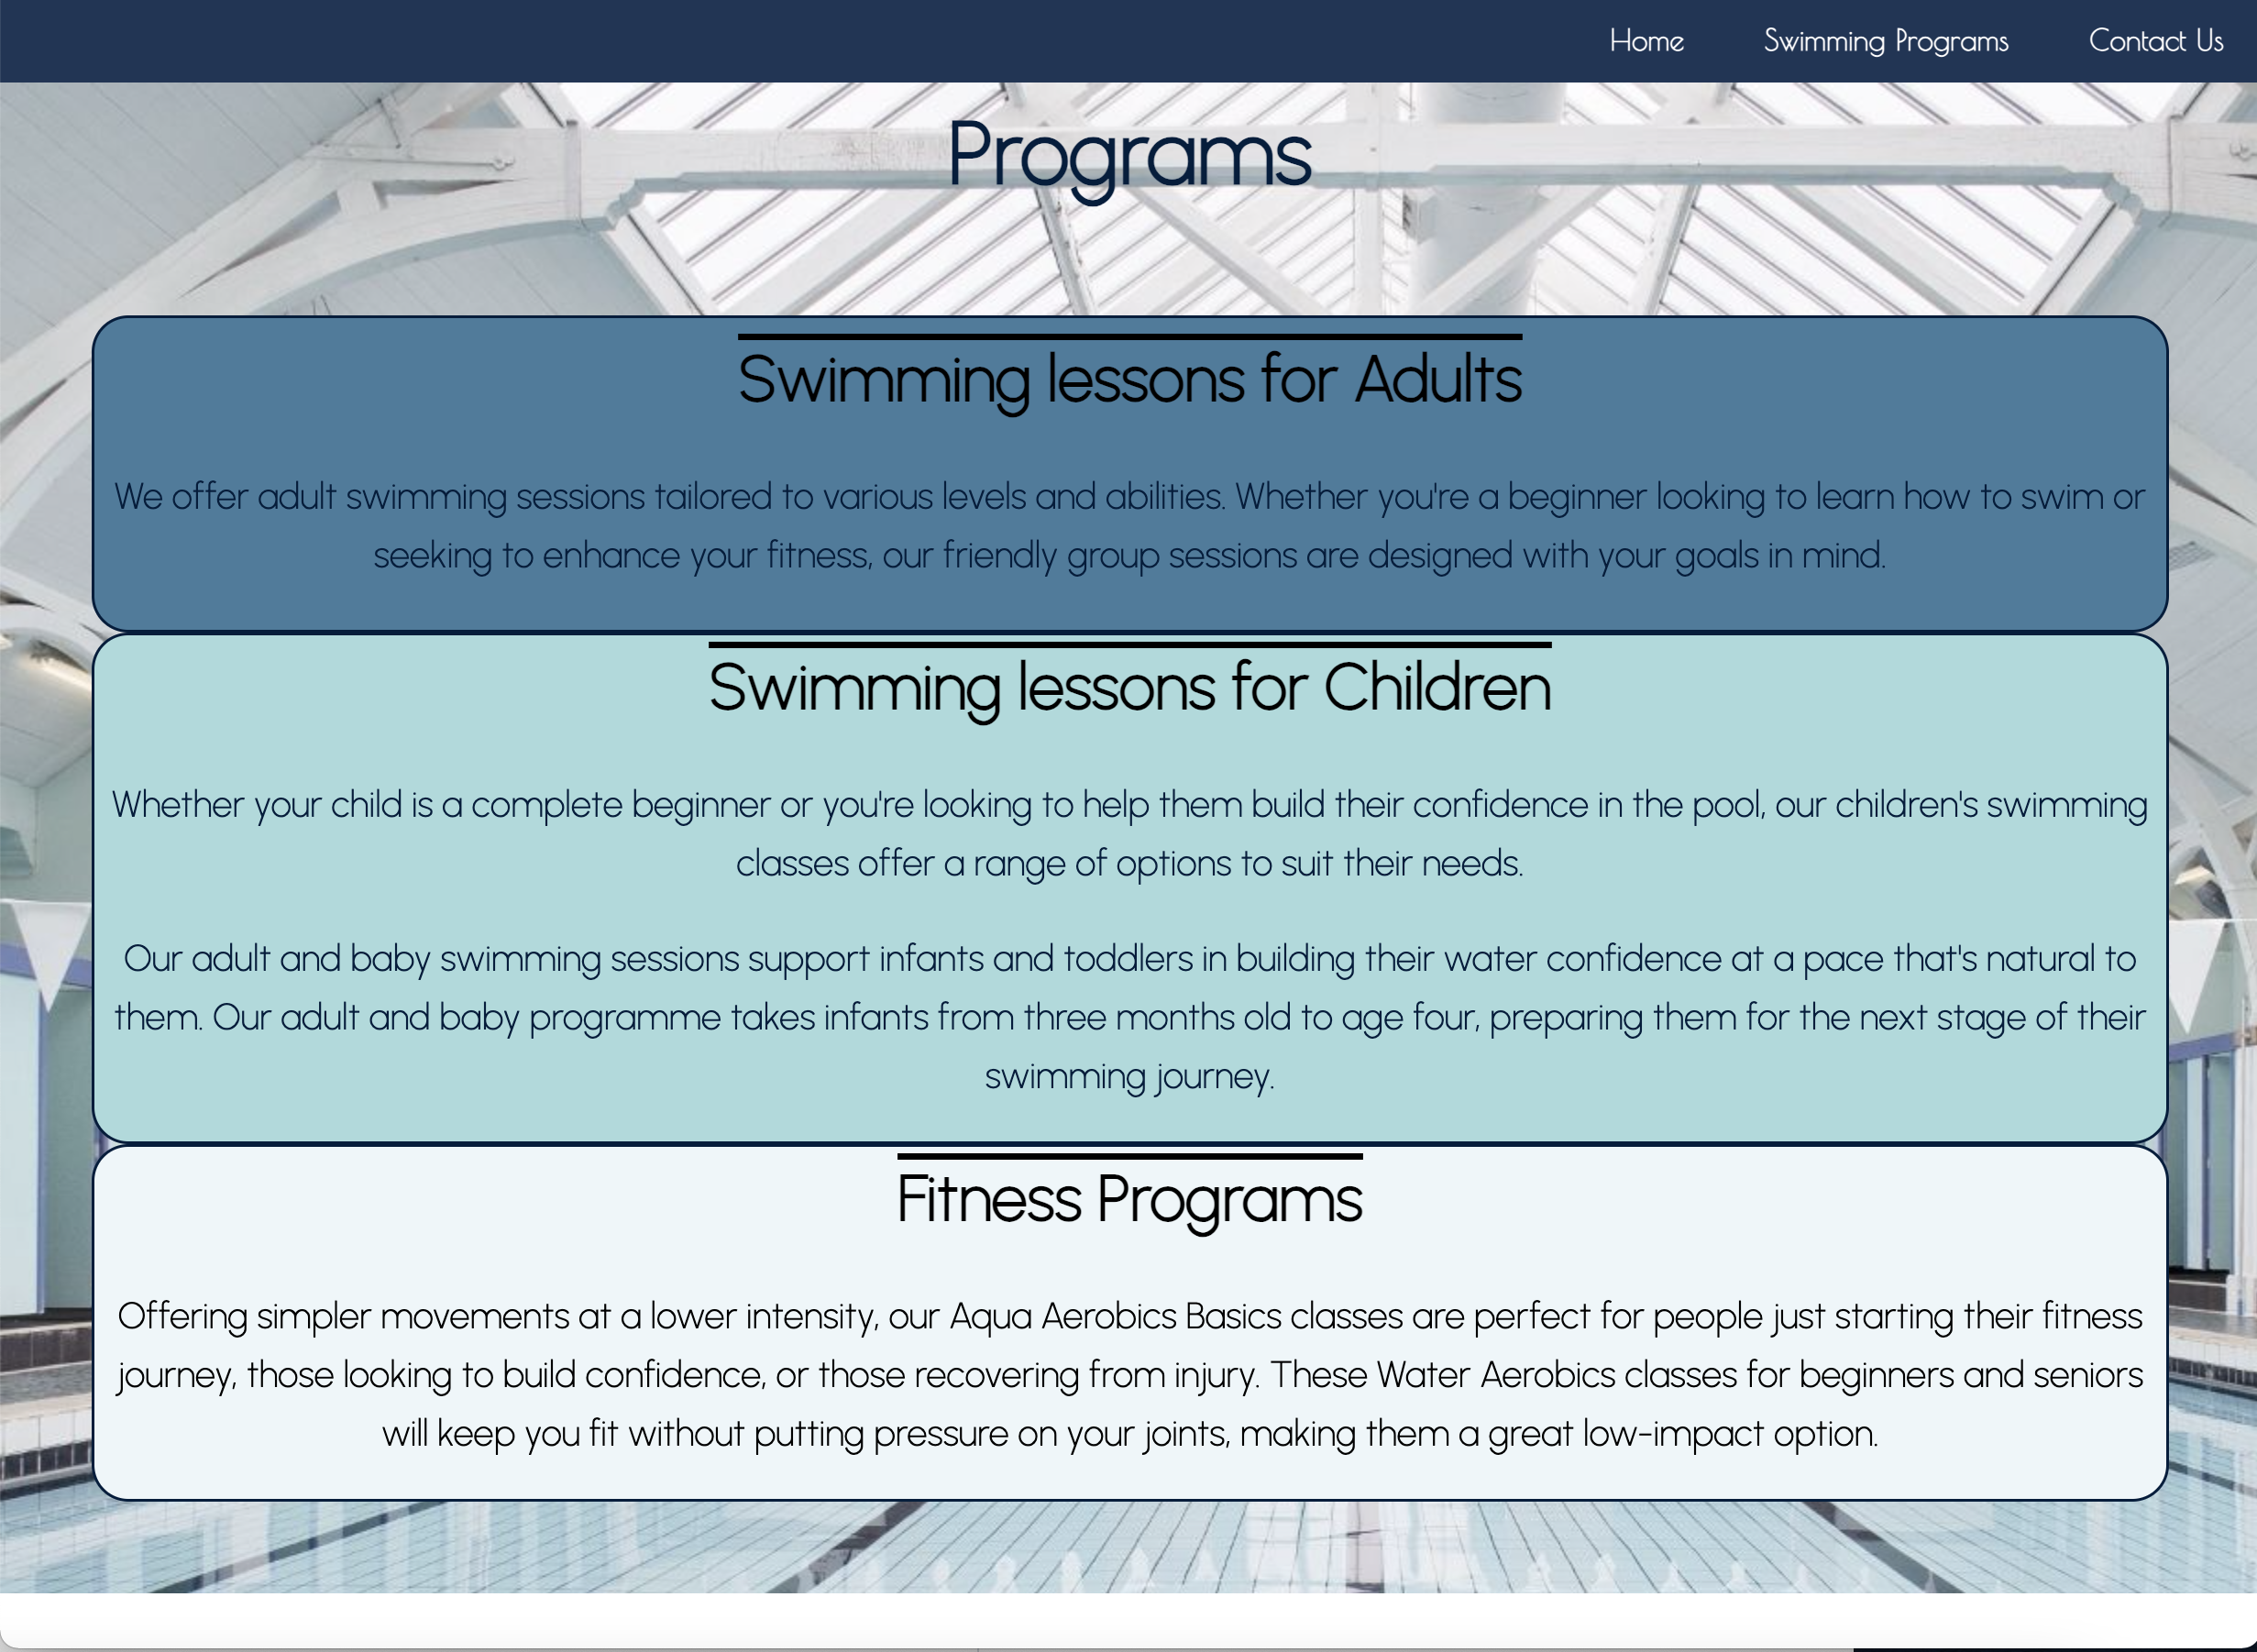 Home Swimming Programs Contact Us
Programs
Swimming lessons for Adults
We offer adult swimming sessions tailored to various levels and abilities. Whether you're a beginner looking to learn how to swim or
seeking to enhance your fitness, our friendly group sessions are designed with your goals in mind.
Swimming lessons for Children
Whether your child is a complete beginner or you're looking to help them build their confidence in the pool, our children's swimming
classes offer a range of options to suit their needs.
Our adult and baby swimming sessions support infants and toddlers in building their water confidence at a pace that's natural to
them. Our adult and baby programme takes infants from three months old to age four, preparing them for the next stage of their
swimming journey.
Fitness Programs
Offering simpler movements at a lower intensity, our Aqua Aerobics Basics classes are perfect for people just starting their fitness
journey, those looking to build confidence, or those recovering from injury. These Water Aerobics classes for beginners and seniors
will keep you fit without putting pressure on your joints, making them a great low-impact option.